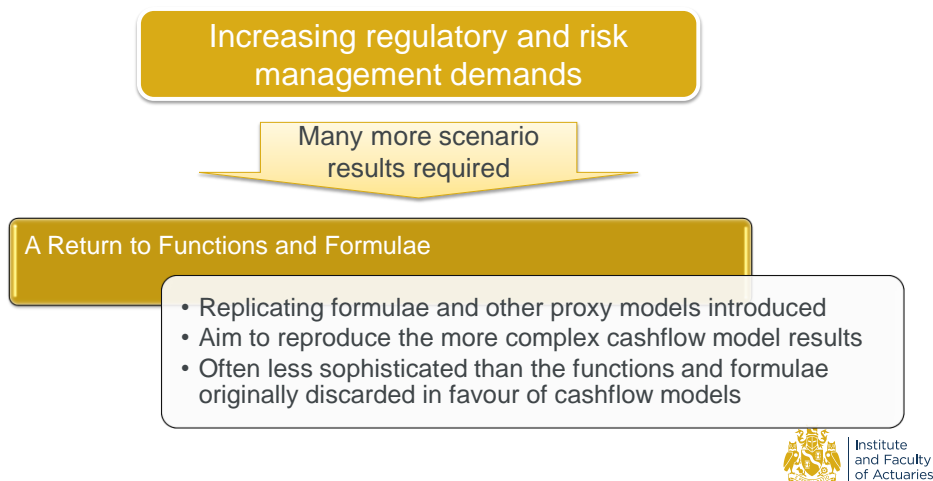 Increasing regulatory and risk
management demands
Many more scenario
results required
A Return to Functions and Formulae
• Replicating formulae and other proxy models introduced
• Aim to reproduce the more complex cashflow model results
• Often less sophisticated than the functions and formulae
originally discarded in favour of cashflow models
Institute
and Faculty
of Actuaries